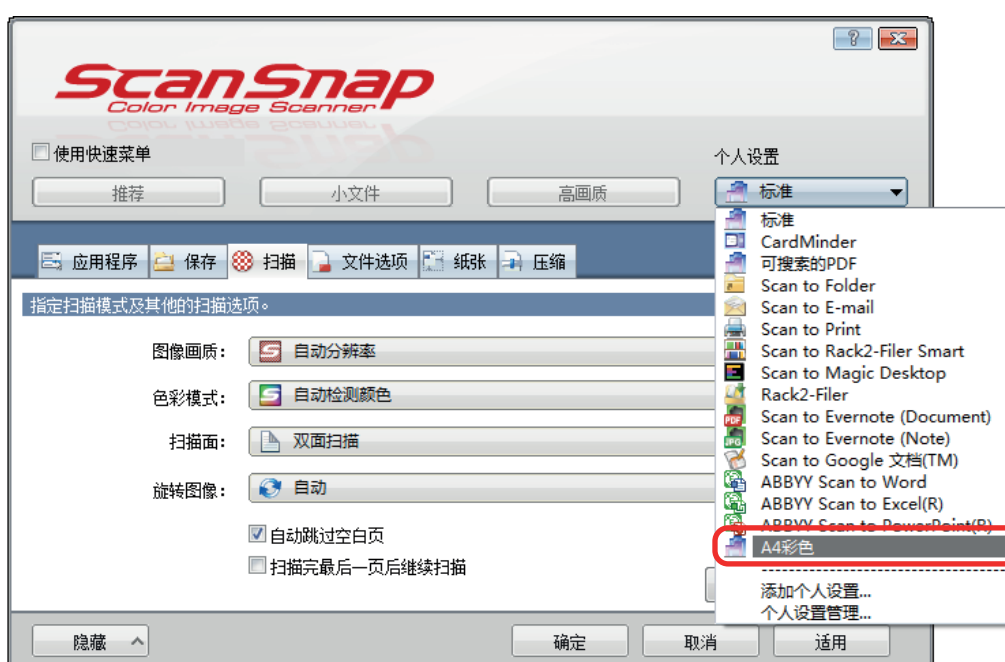 ScanSnap
Color Image Scanner
使用快速菜单
个人设置
推荐
小文件
高画质
标准
标准
CardMinder
可搜索的PDF
Scan to Folder
Scan to E-mail
Scan to Print
Scan to Rack2-Filer Smart
Scan to Magic Desktop
Rack2-Filer
Scan to Evernote (Document)
Scan to Evernote (Note)
Scan to Google 文档(TM)
ABBYY Scan to Word
ABBYY Scan to Excel(R)
ABBYY Scan to PowerPoint(R)
A4彩色
添加个人设置...
个人设置管理...
应用程序
保存
扫描
文件选项
纸张
压缩
指定扫描模式及其他的扫描选项。
图像画质：
自动分辨率
色彩模式：
自动检测颜色
扫描面：
双面扫描
旋转图像：
自动
自动跳过空白页
扫描完最后一页后继续扫描
隐藏
确定
取消
适用